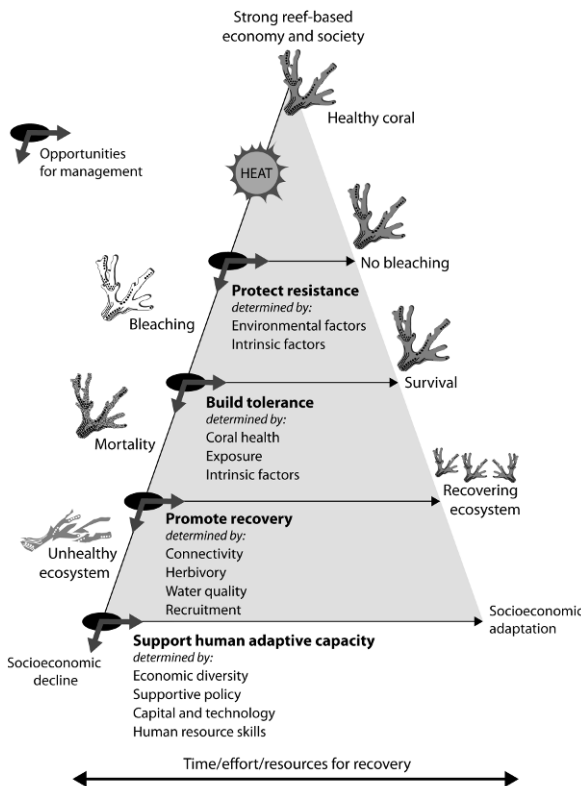 Strong reef-based
economy and society
Healthy coral
Opportunities
for management
HEAT
No bleaching
Bleaching
Protect resistance
determined by:
Environmental factors
Intrinsic factors
Survival
Mortality
Build tolerance
determined by:
Coral health
Exposure
Intrinsic factors
Recovering
ecosystem
Unhealthy
ecosystem
Promote recovery
determined by:
Connectivity
Herbivory
Water quality
Recruitment
Socioeconomic
adaptation
Socioeconomic
decline
Support human adaptive capacity
determined by:
Economic diversity
Supportive policy
Capital and technology
Human resource skills
Time/effort/resources for recovery